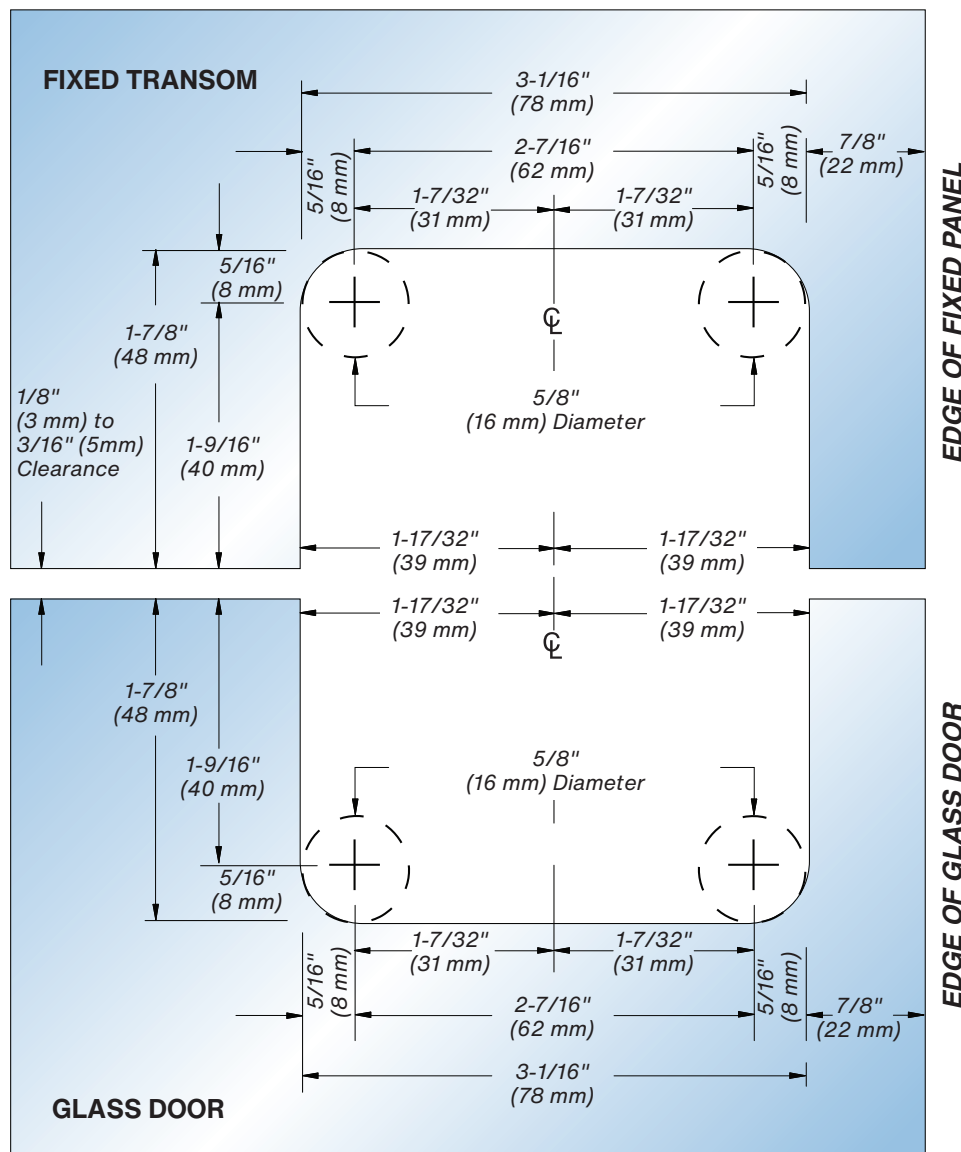 FIXED TRANSOM
3-1/16"
(78 mm)
2-7/16"
(62 mm)
5/16"
(8 mm)
5/16"
(8 mm)
7/8"
(22 mm)
1-7/32"
(31 mm)
1-7/32"
(31 mm)
5/16"
(8 mm)
1-7/8"
(48 mm)
℄
1/8"
(3 mm) to
3/16" (5mm)
Clearance
1-9/16"
(40 mm)
5/8"
(16 mm) Diameter
EDGE OF FIXED PANEL
1-17/32"
(39 mm)
1-17/32"
(39 mm)
1-17/32"
(39 mm)
1-17/32"
(39 mm)
℄
1-7/8"
(48 mm)
1-9/16"
(40 mm)
5/8"
(16 mm) Diameter
EDGE OF GLASS DOOR
5/16"
(8 mm)
1-7/32"
(31 mm)
1-7/32"
(31 mm)
5/16"
(8 mm)
2-7/16"
(62 mm)
5/16"
(8 mm)
7/8"
(22 mm)
3-1/16"
(78 mm)
GLASS DOOR